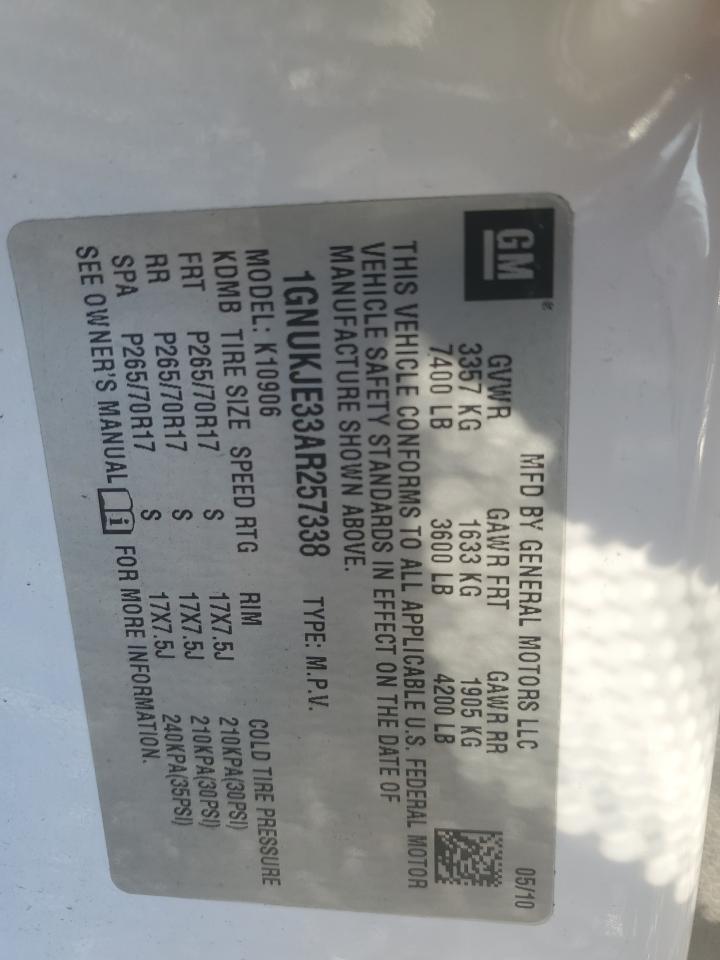 GM ®
MFD BY GENERAL MOTORS LLC 05/10
GVWR GAWR FRT GAWR RR
3357 KG 1633 KG 1905 KG
7400 LB 3600 LB 4200 LB
THIS VEHICLE CONFORMS TO ALL APPLICABLE U.S. FEDERAL MOTOR
VEHICLE SAFETY STANDARDS IN EFFECT ON THE DATE OF
MANUFACTURE SHOWN ABOVE.
1GNUKJE33AR257338 TYPE: M.P.V.
MODEL: K10906
KDMB TIRE SIZE SPEED RTG RIM COLD TIRE PRESSURE
FRT P265/70R17 S 17X7.5J 210KPA(30PSI)
RR P265/70R17 S 17X7.5J 210KPA(30PSI)
SPA P265/70R17 S 17X7.5J 240KPA(35PSI)
SEE OWNER'S MANUAL FOR MORE INFORMATION.